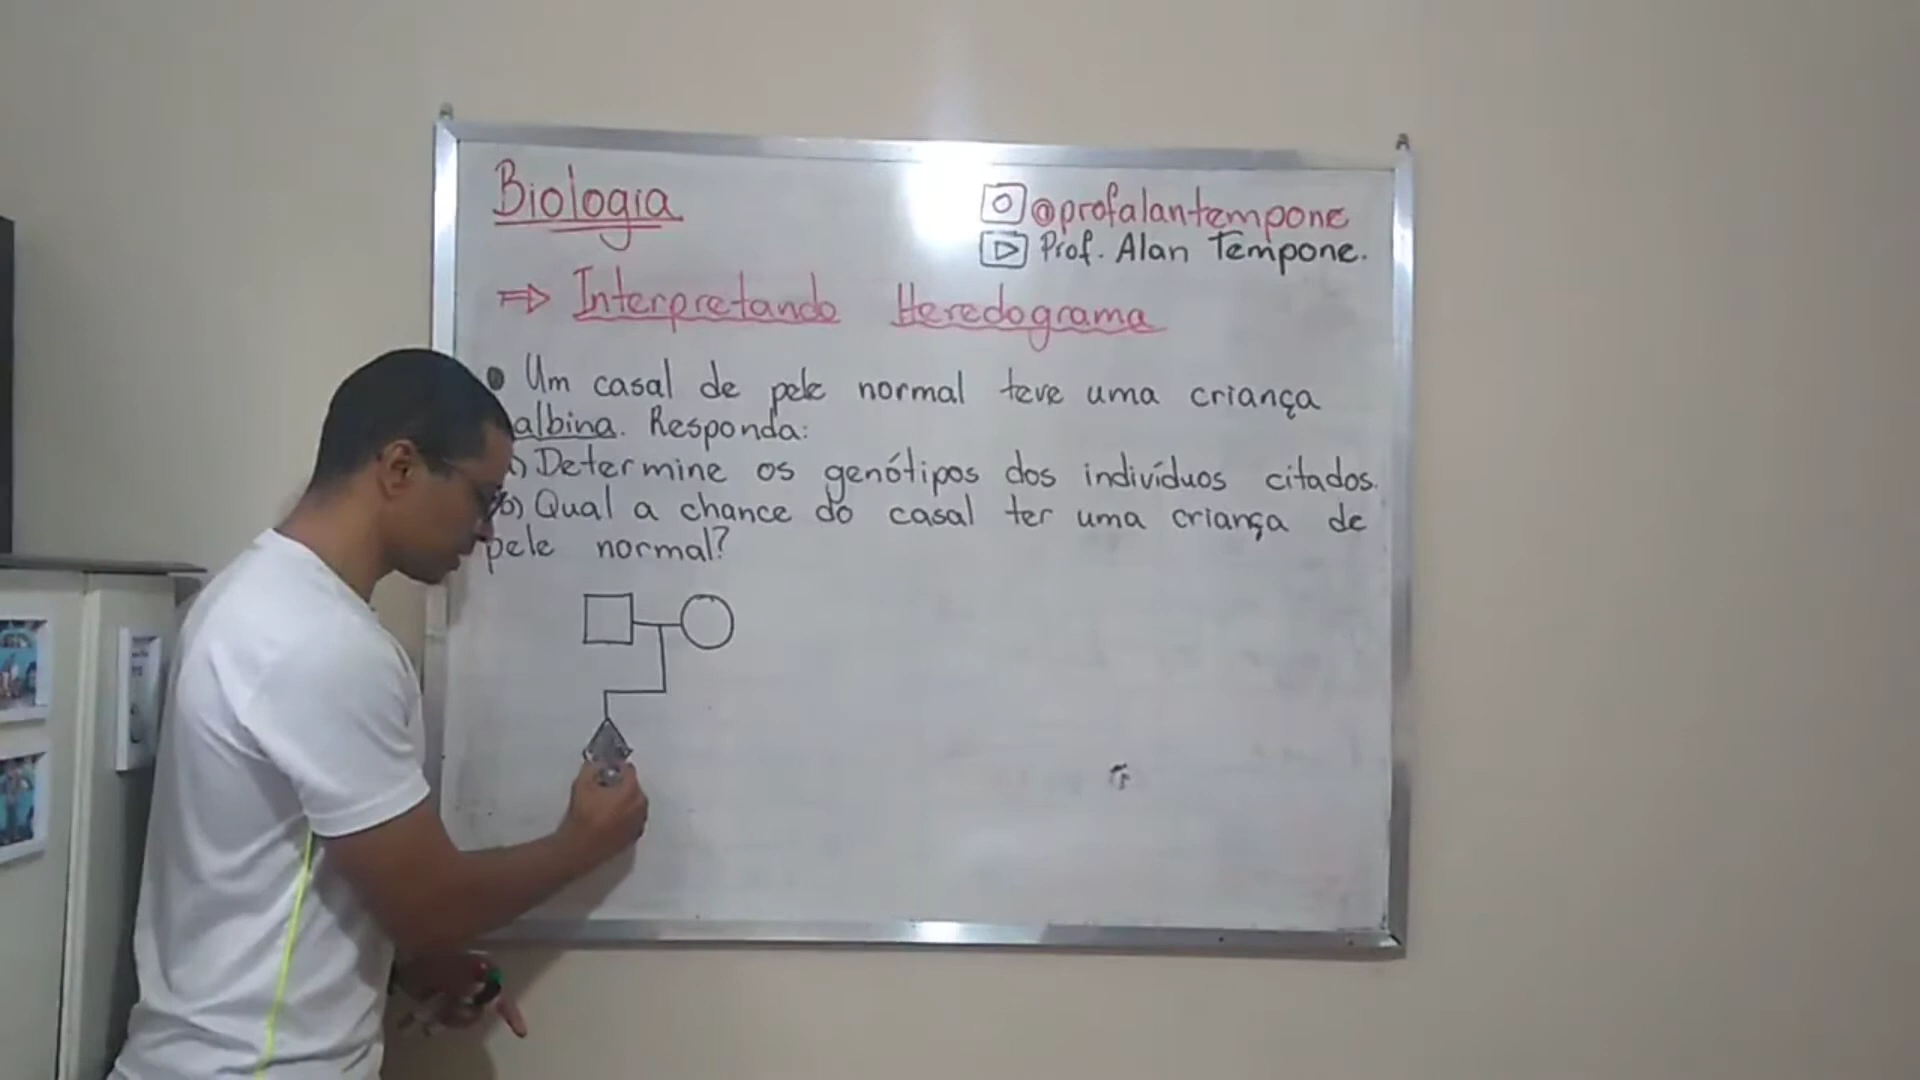 Biologia
@profalantempone
Prof. Alan Tempone.
⇒ Interpretando Heredograma
• Um casal de pele normal teve uma criança
albina. Responda:
) Determine os genótipos dos indivíduos citados.
b) Qual a chance do casal ter uma criança de
pele normal?